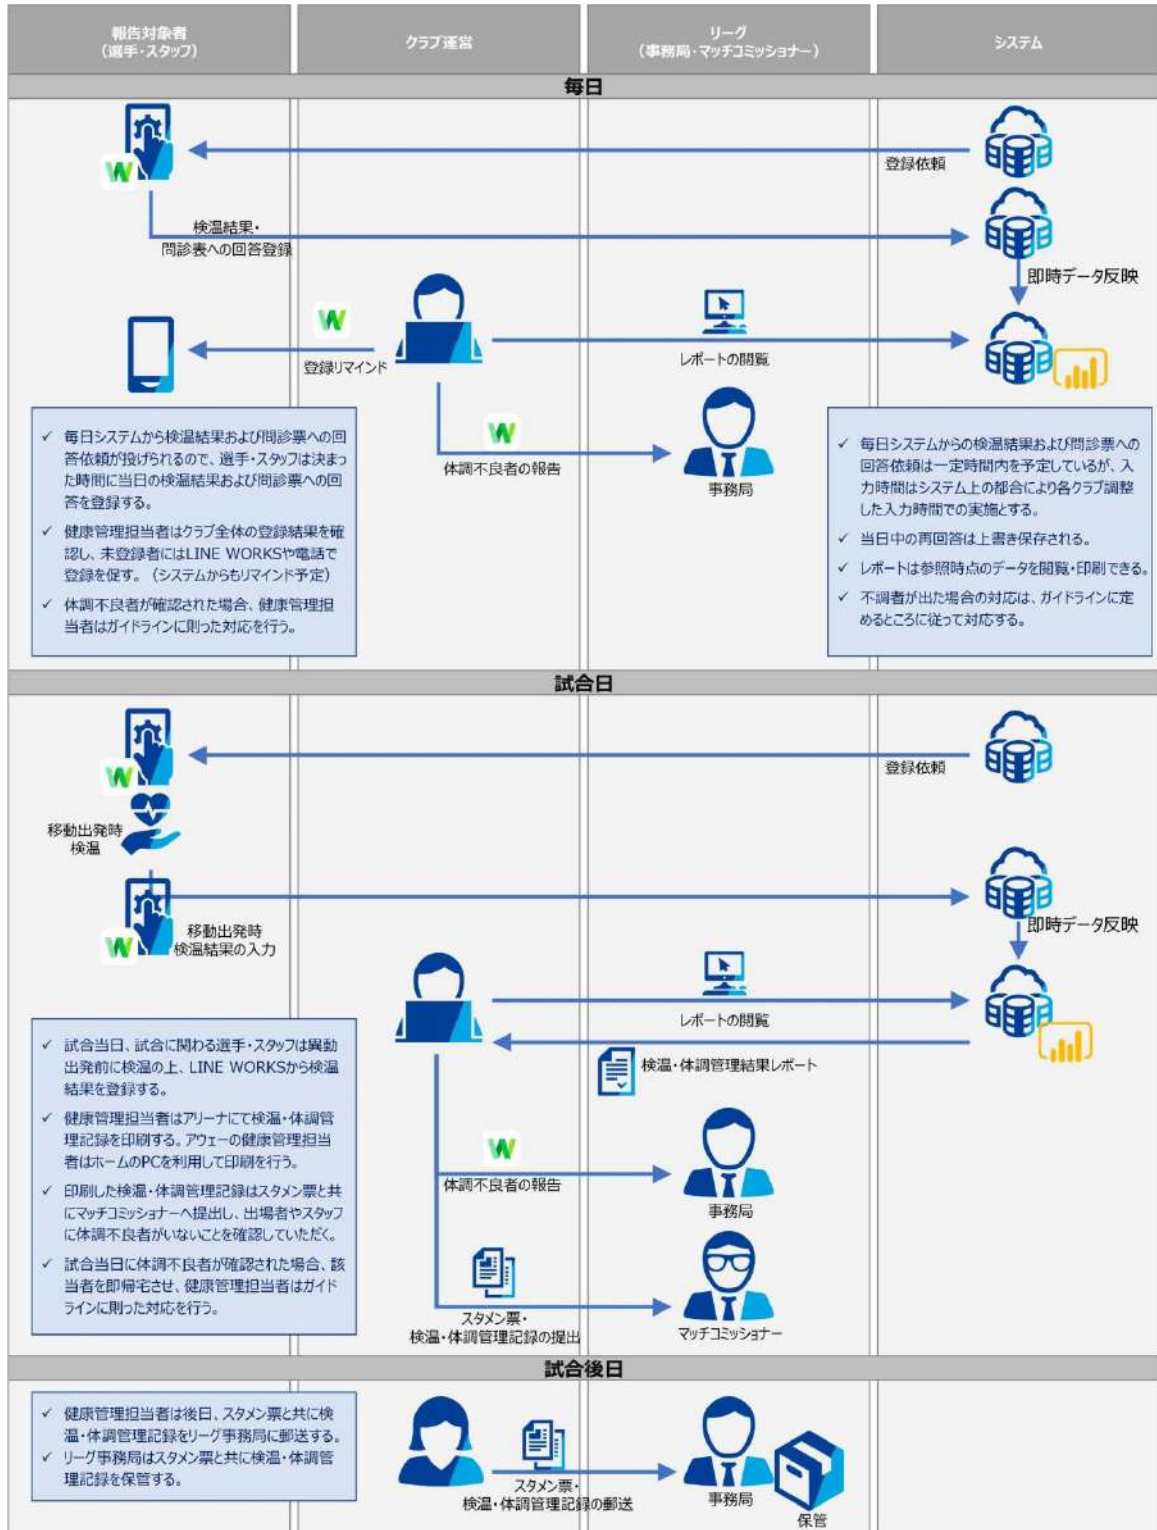 報告対象者
（選手・スタッフ）
クラブ運営
リーグ
（事務局・マッチコミッショナー）
システム
毎日
登録依頼
検温結果・
問診表への回答登録
即時データ反映
登録リマインド
レポートの閲覧
体調不良者の報告
事務局
✓ 毎日システムから検温結果および問診票への回
答依頼が投げられるので、選手・スタッフは決まっ
た時間に当日の検温結果および問診票への回
答を登録する。
✓ 健康管理担当者はクラブ全体の登録結果を確
認し、未登録者にはLINE WORKSや電話で
登録を促す。（システムからもリマインド予定）
✓ 体調不良者が確認された場合、健康管理担
当者はガイドラインに則った対応を行う。
✓ 毎日システムからの検温結果および問診票への
回答依頼は一定時間内を予定しているが、入
力時間はシステム上の都合により各クラブ調整
した入力時間での実施とする。
✓ 当日中の再回答は上書き保存される。
✓ レポートは参照時点のデータを閲覧・印刷できる。
✓ 不調者が出た場合の対応は、ガイドラインに定
めるところに従って対応する。
試合日
登録依頼
移動出発時
検温
移動出発時
検温結果の入力
即時データ反映
レポートの閲覧
検温・体調管理結果レポート
体調不良者の報告
事務局
スタメン票・
検温・体調管理記録の提出
マッチコミッショナー
✓ 試合当日、試合に関わる選手・スタッフは異動
出発前に検温の上、LINE WORKSから検温
結果を登録する。
✓ 健康管理担当者はアリーナにて検温・体調管
理記録を印刷する。アウェーの健康管理担当
者はホームのPCを利用して印刷を行う。
✓ 印刷した検温・体調管理記録はスタメン票と共
にマッチコミッショナーへ提出し、出場者やスタッフ
に体調不良者がいないことを確認していただく。
✓ 試合当日に体調不良者が確認された場合、該
当者を即帰宅させ、健康管理担当者はガイド
ラインに則った対応を行う。
試合後日
✓ 健康管理担当者は後日、スタメン票と共に検
温・体調管理記録をリーグ事務局に郵送する。
✓ リーグ事務局はスタメン票と共に検温・体調管
理記録を保管する。
スタメン票・
検温・体調管理記録の郵送
事務局
保管